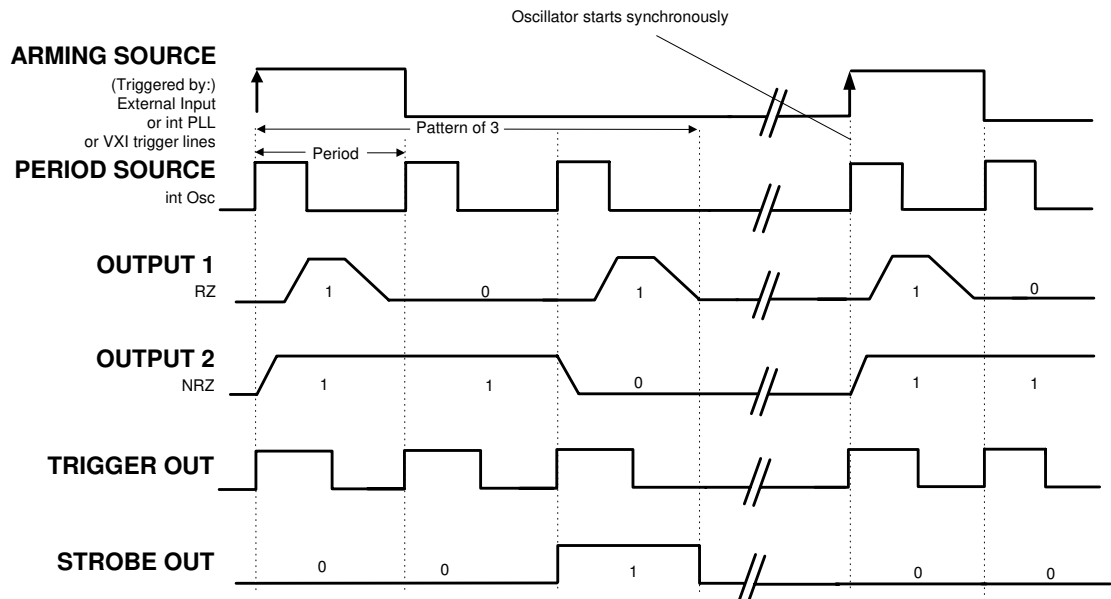 Oscillator starts synchronously
ARMING SOURCE
(Triggered by:)
External Input
or int PLL
or VXI trigger lines
Pattern of 3
Period
PERIOD SOURCE
int Osc
OUTPUT 1
RZ
1 0 1 1 0
OUTPUT 2
NRZ
1 1 0 1 1
TRIGGER OUT
STROBE OUT
0 0 1 0 0